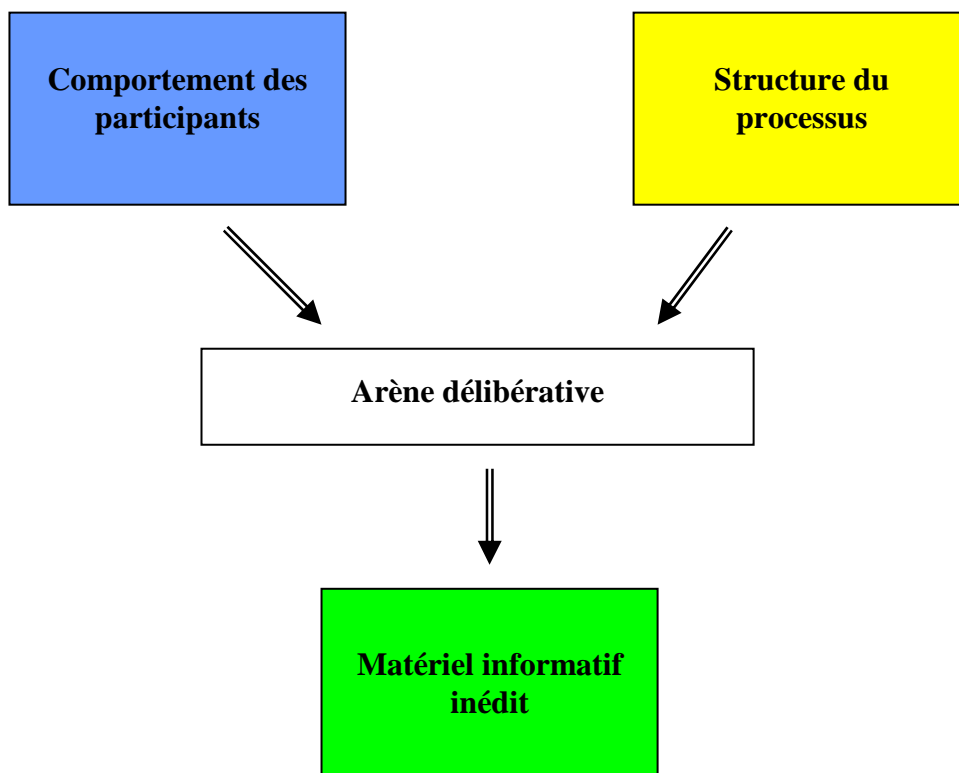 Comportement des
participants
Structure du
processus
Arène délibérative
Matériel informatif
inédit